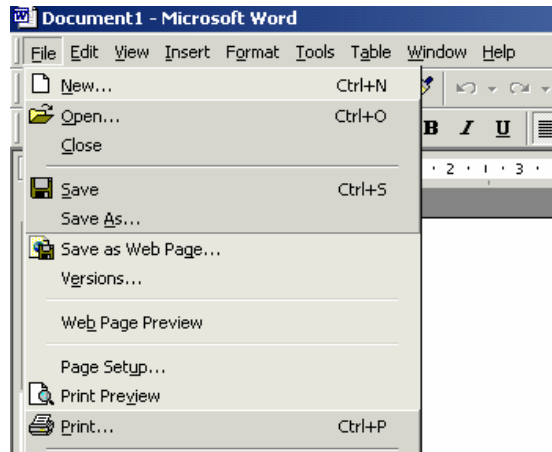 Document1 - Microsoft Word
File Edit View Insert Format Tools Table Window Help
New... Ctrl+N
Open... Ctrl+O
B I U
Close
· 2 · ı · 3 ·
Save Ctrl+S
Save As...
Save as Web Page...
Versions...
Web Page Preview
Page Setup...
Print Preview
Print... Ctrl+P